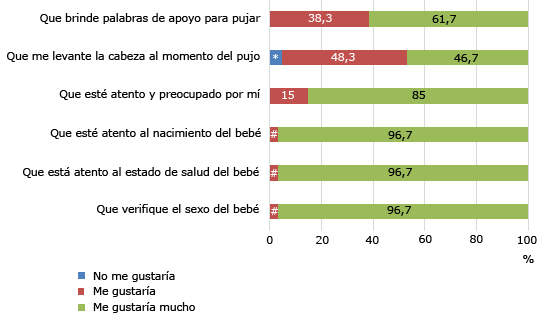 Que brinde palabras de apoyo para pujar 38,3 61,7
Que me levante la cabeza al momento del pujo * 48,3 46,7
Que esté atento y preocupado por mí 15 85
Que esté atento al nacimiento del bebé # 96,7
Que está atento al estado de salud del bebé # 96,7
Que verifique el sexo del bebé # 96,7
0 20 40 60 80 100
%
No me gustaría
Me gustaría
Me gustaría mucho